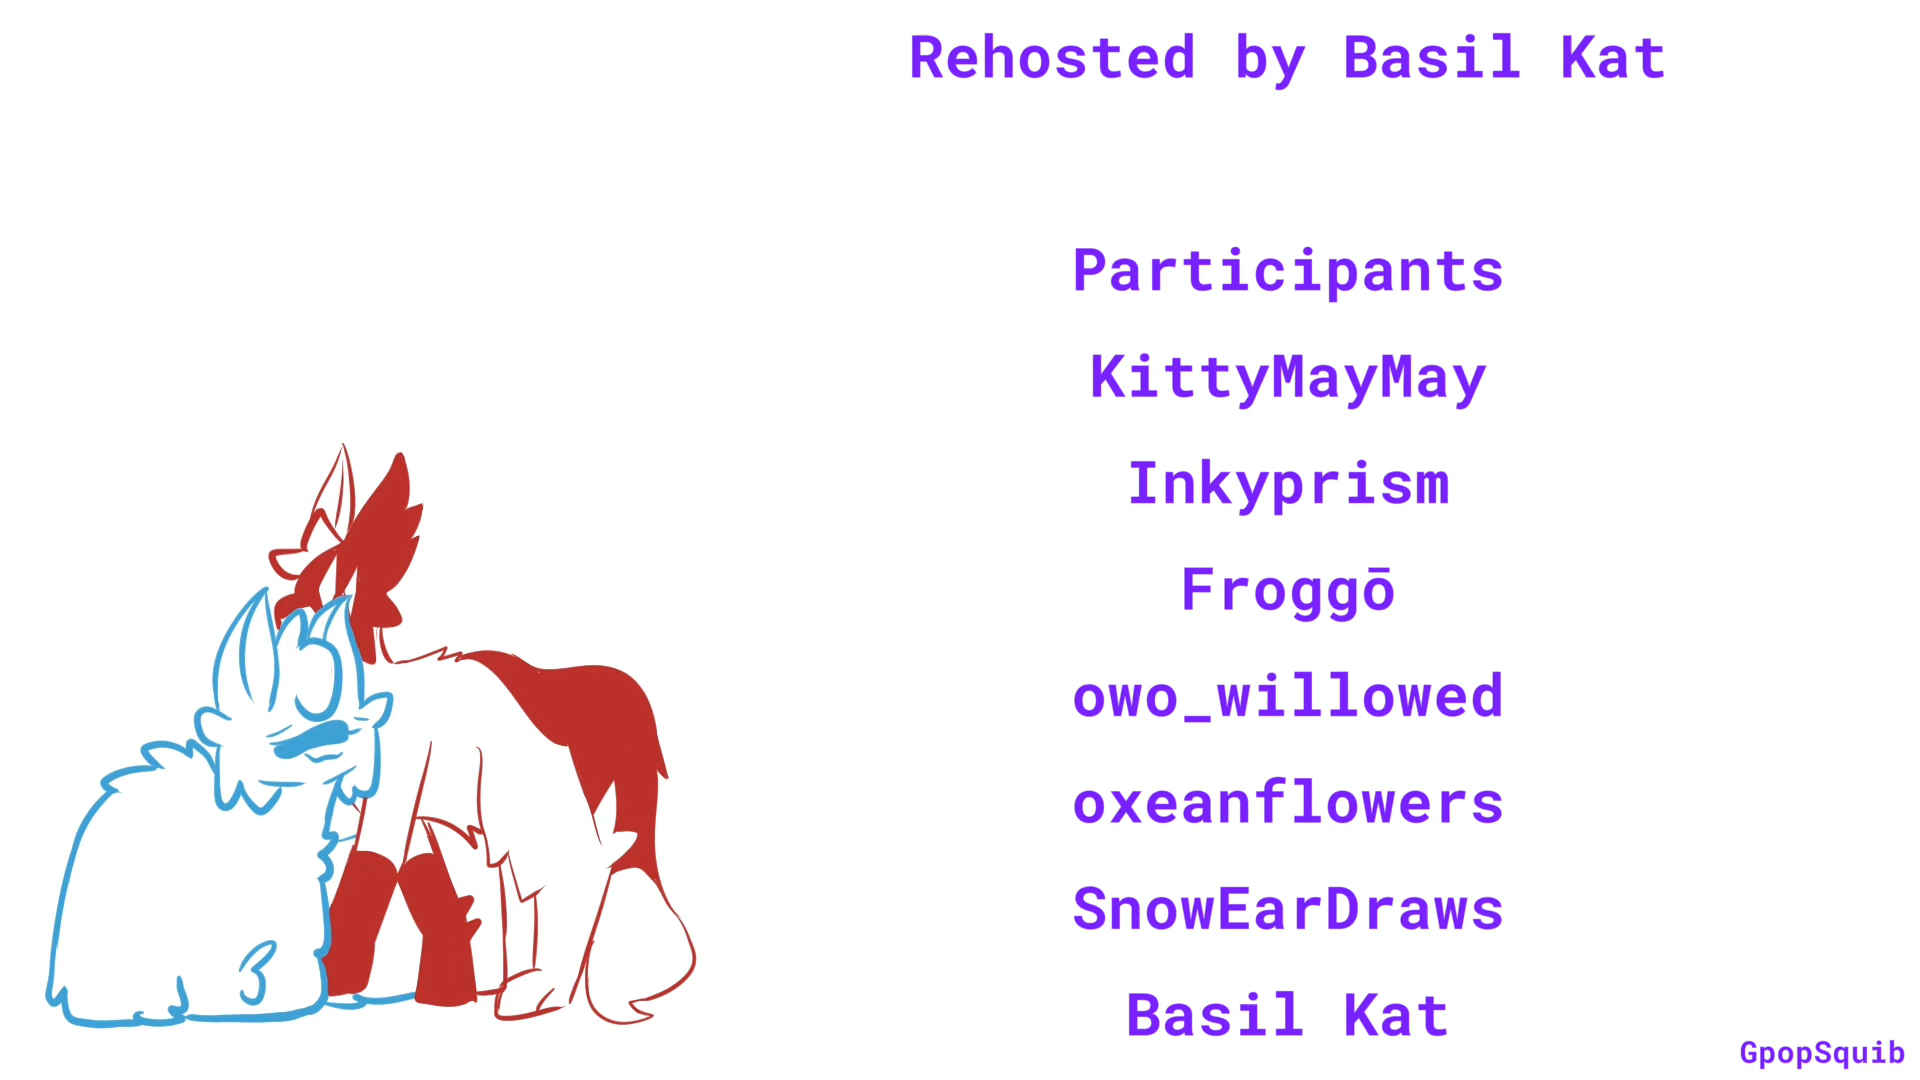 Rehosted by Basil Kat
Participants
KittyMayMay
Inkyprism
Froggō
owo_willowed
oxeanflowers
SnowEarDraws
Basil Kat
GpopSquib